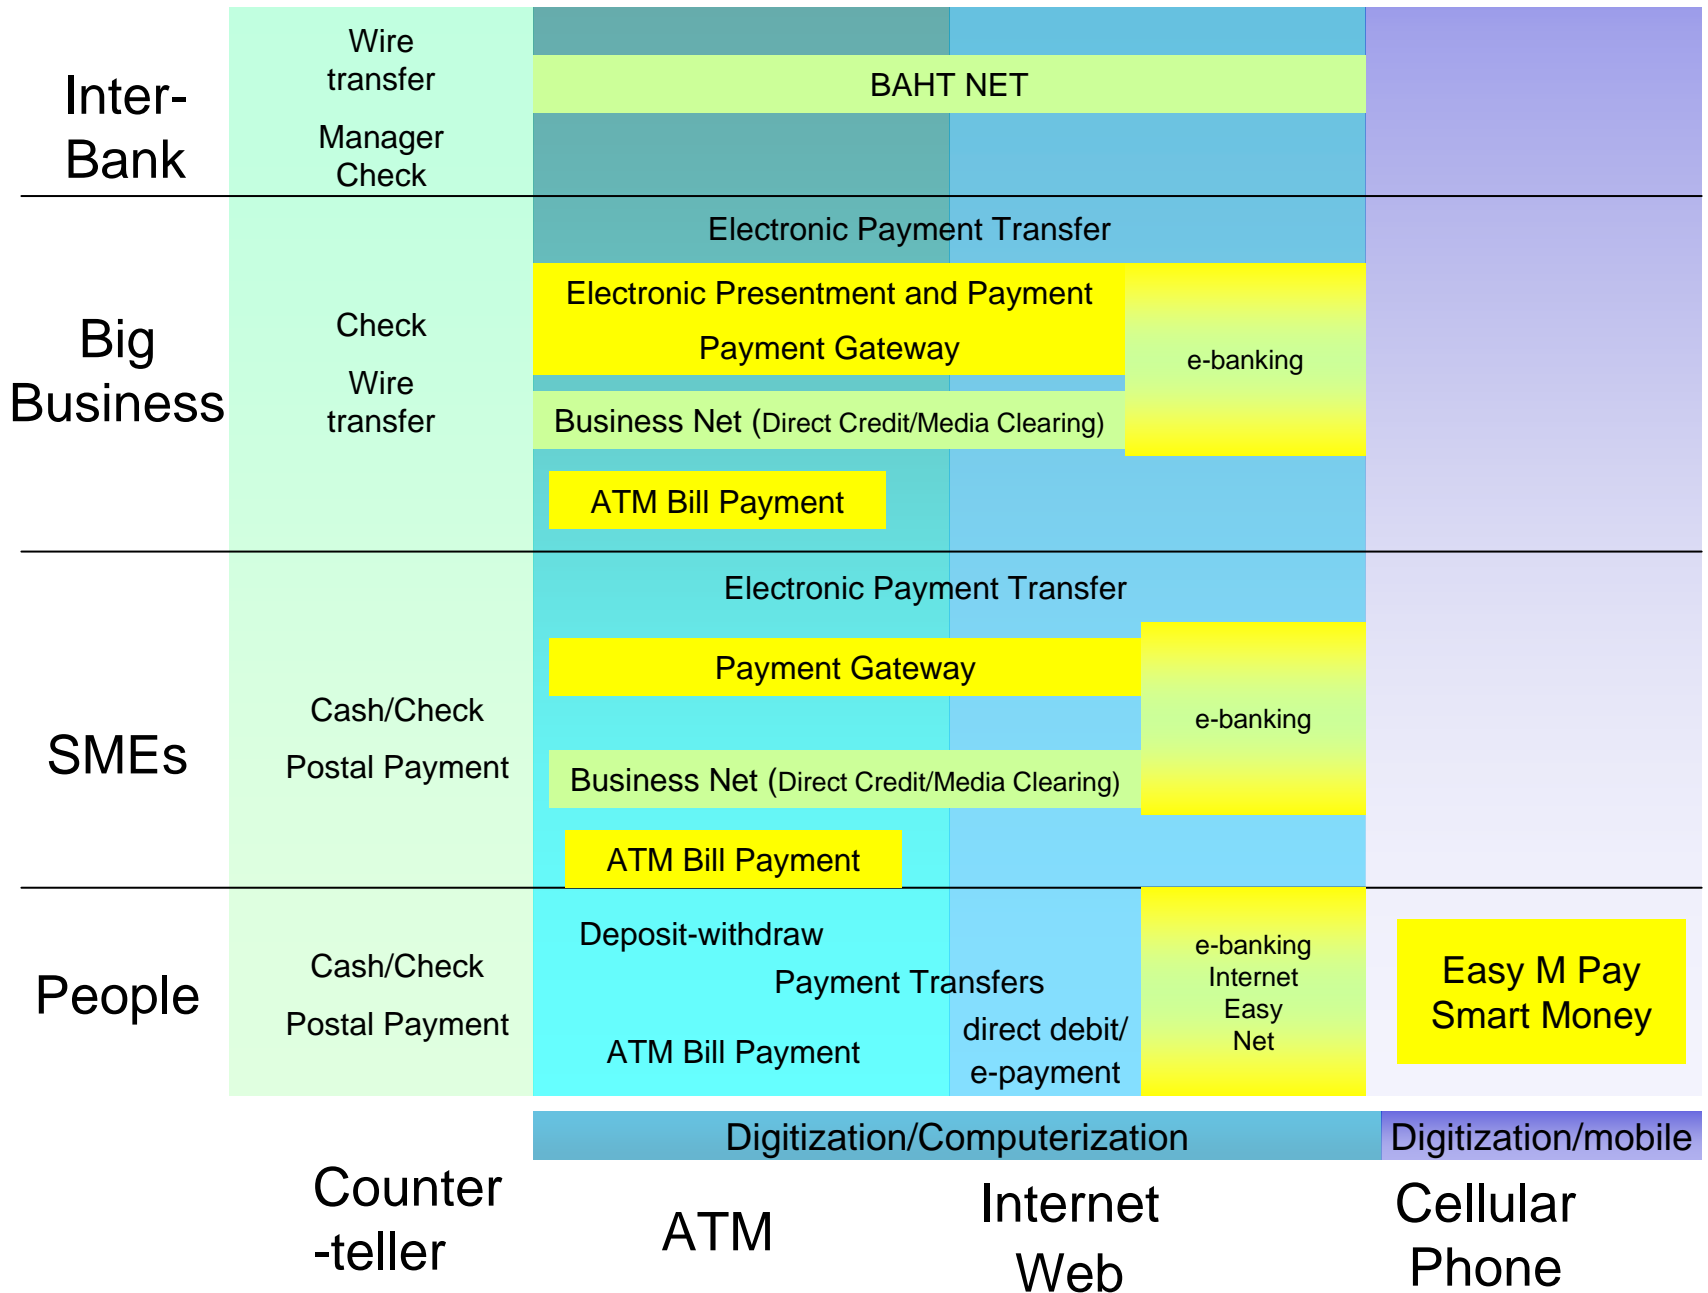 Inter-
Bank
Wire
transfer
Manager
Check
BAHT NET
Big
Business
Check
Wire
transfer
Electronic Payment Transfer
Electronic Presentment and Payment
Payment Gateway
e-banking
Business Net (Direct Credit/Media Clearing)
ATM Bill Payment
SMEs
Cash/Check
Postal Payment
Electronic Payment Transfer
Payment Gateway
e-banking
Business Net (Direct Credit/Media Clearing)
ATM Bill Payment
People
Cash/Check
Postal Payment
Deposit-withdraw
Payment Transfers
ATM Bill Payment
direct debit/
e-payment
e-banking
Internet
Easy
Net
Easy M Pay
Smart Money
Digitization/Computerization
Digitization/mobile
Counter
-teller
ATM
Internet
Web
Cellular
Phone